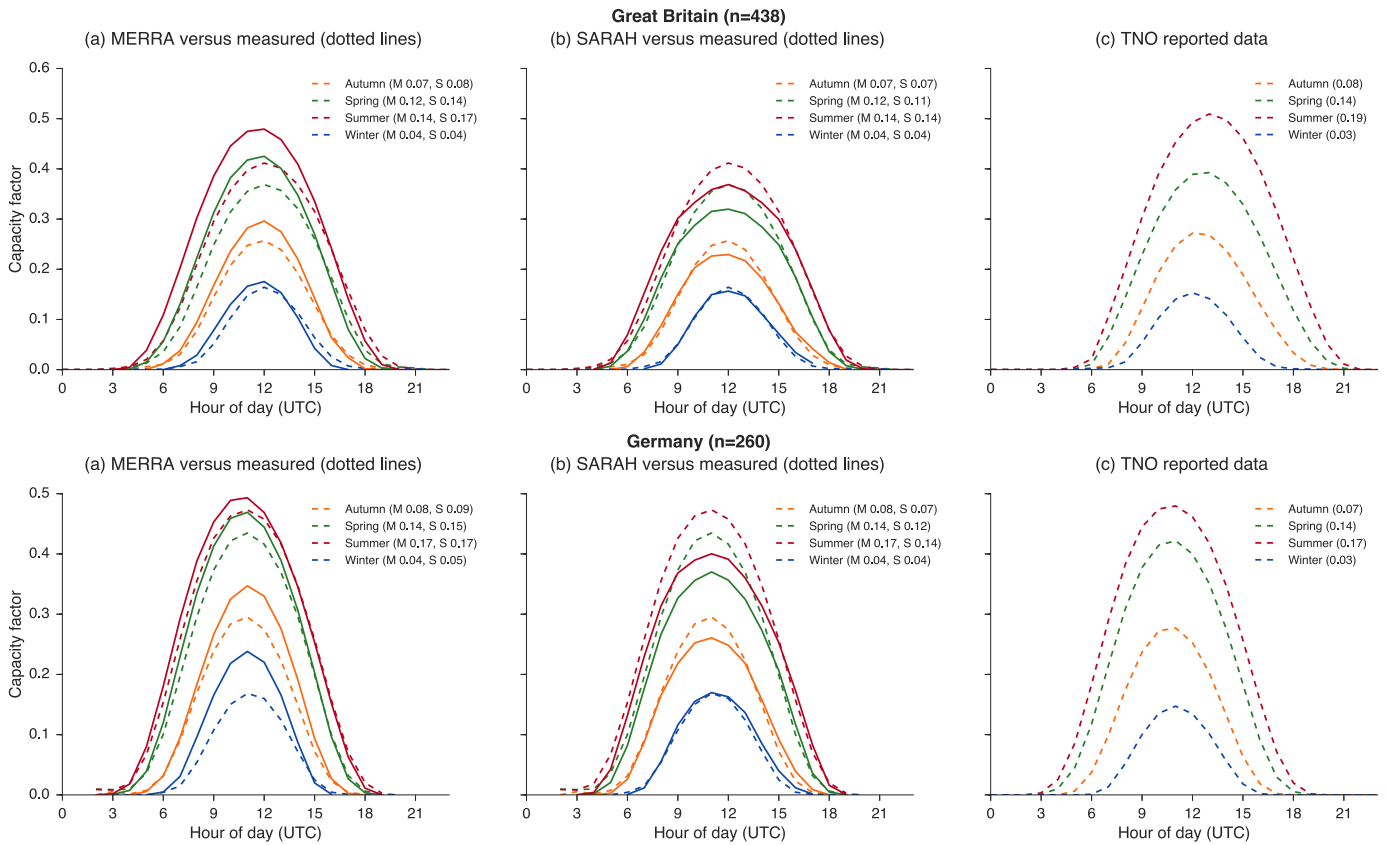 Great Britain (n=438)
(a) MERRA versus measured (dotted lines)
(b) SARAH versus measured (dotted lines)
(c) TNO reported data
Capacity factor
0.6
0.5
0.4
0.3
0.2
0.1
0.0
Autumn (M 0.07, S 0.08)
Spring (M 0.12, S 0.14)
Summer (M 0.14, S 0.17)
Winter (M 0.04, S 0.04)
0 3 6 9 12 15 18 21
Hour of day (UTC)
Autumn (M 0.07, S 0.07)
Spring (M 0.12, S 0.11)
Summer (M 0.14, S 0.14)
Winter (M 0.04, S 0.04)
0 3 6 9 12 15 18 21
Hour of day (UTC)
Autumn (0.08)
Spring (0.14)
Summer (0.19)
Winter (0.03)
0 3 6 9 12 15 18 21
Hour of day (UTC)
Germany (n=260)
(a) MERRA versus measured (dotted lines)
(b) SARAH versus measured (dotted lines)
(c) TNO reported data
Capacity factor
0.5
0.4
0.3
0.2
0.1
0.0
Autumn (M 0.08, S 0.09)
Spring (M 0.14, S 0.15)
Summer (M 0.17, S 0.17)
Winter (M 0.04, S 0.05)
0 3 6 9 12 15 18 21
Hour of day (UTC)
Autumn (M 0.08, S 0.07)
Spring (M 0.14, S 0.12)
Summer (M 0.17, S 0.14)
Winter (M 0.04, S 0.04)
0 3 6 9 12 15 18 21
Hour of day (UTC)
Autumn (0.07)
Spring (0.14)
Summer (0.17)
Winter (0.03)
0 3 6 9 12 15 18 21
Hour of day (UTC)